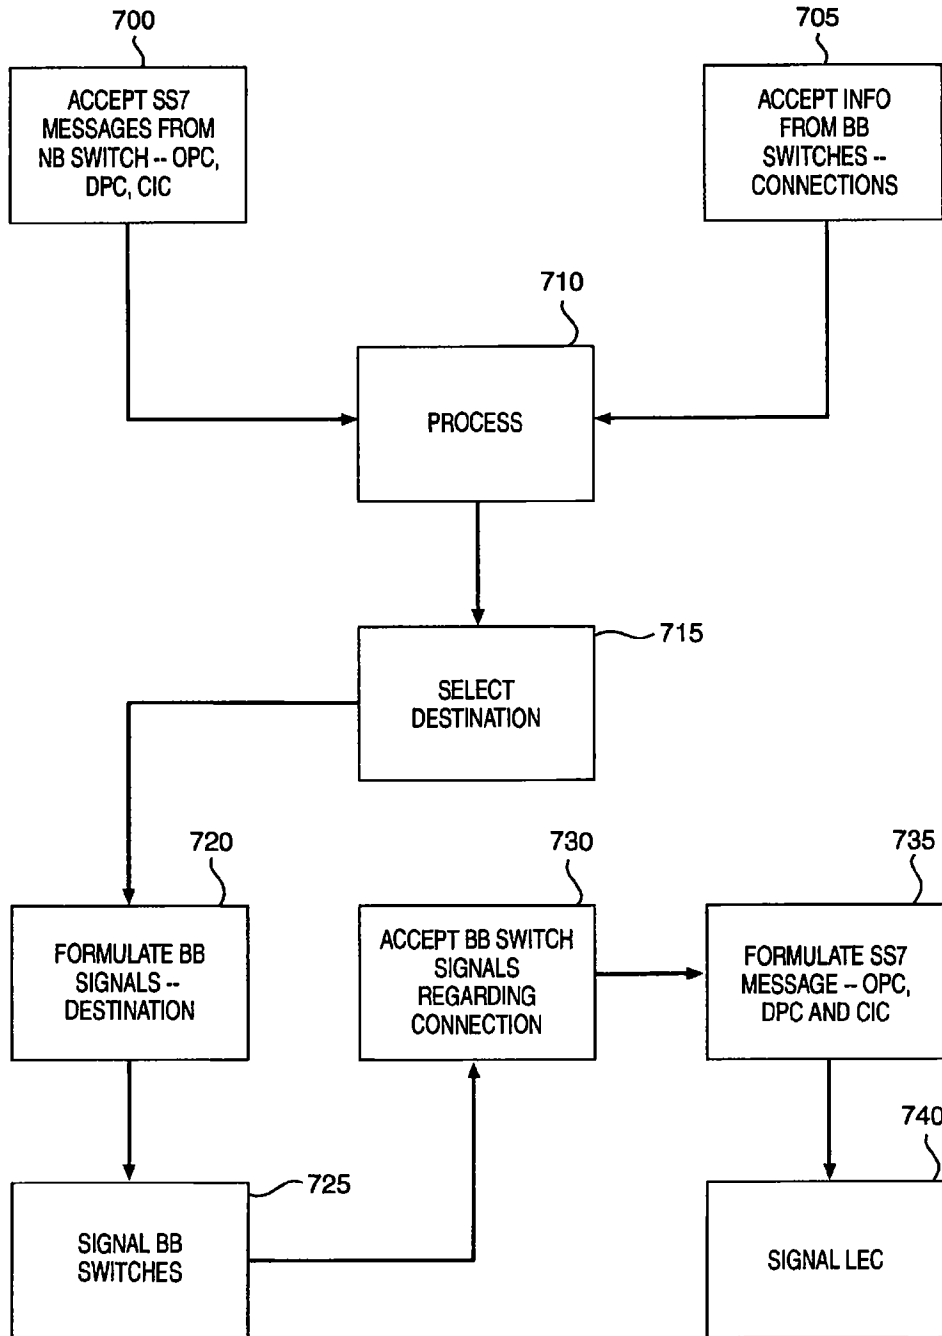 700
ACCEPT SS7
MESSAGES FROM
NB SWITCH -- OPC,
DPC, CIC
705
ACCEPT INFO
FROM BB
SWITCHES --
CONNECTIONS
710
PROCESS
715
SELECT
DESTINATION
720
FORMULATE BB
SIGNALS --
DESTINATION
725
SIGNAL BB
SWITCHES
730
ACCEPT BB SWITCH
SIGNALS
REGARDING
CONNECTION
735
FORMULATE SS7
MESSAGE -- OPC,
DPC AND CIC
740
SIGNAL LEC